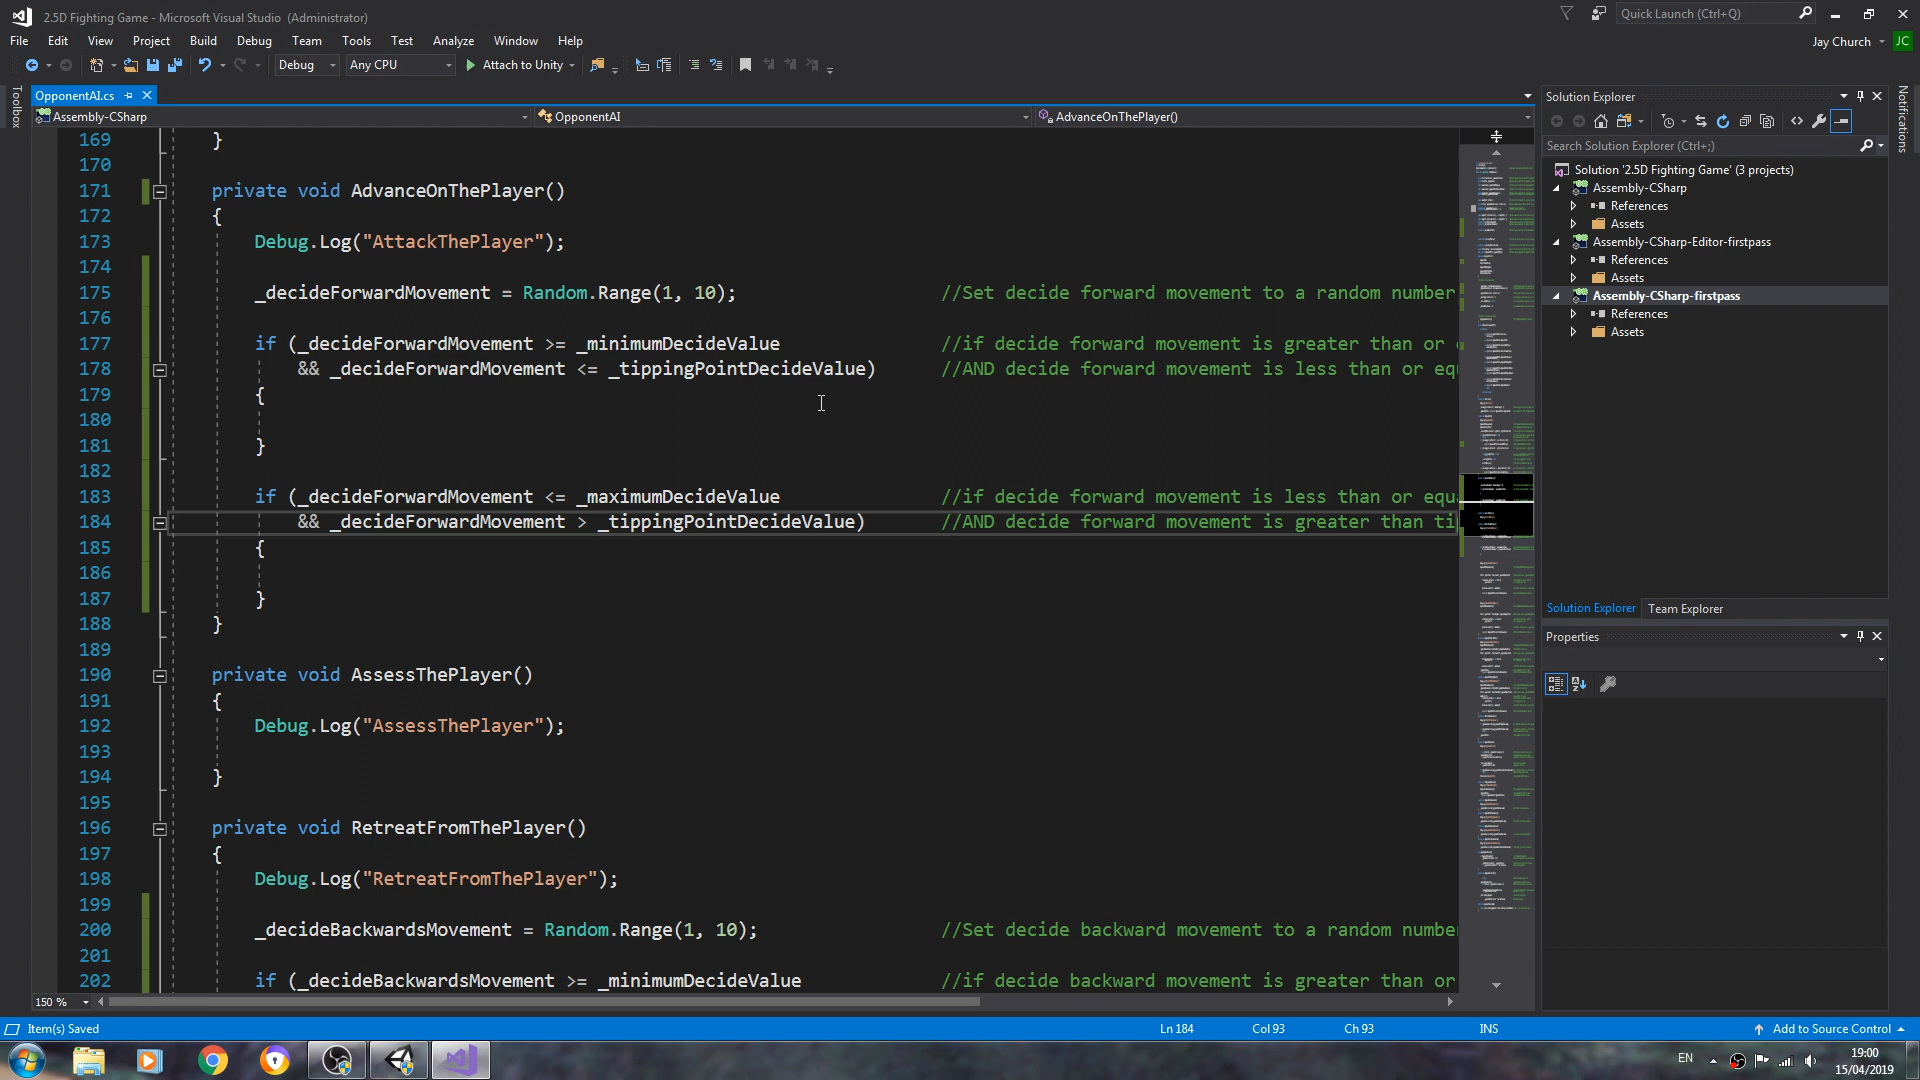 2.5D Fighting Game - Microsoft Visual Studio (Administrator)
Quick Launch (Ctrl+Q)
File Edit View Project Build Debug Team Tools Test Analyze Window Help
Jay Church JC
Debug Any CPU Attach to Unity
Toolbox
OpponentAI.cs
Assembly-CSharp OpponentAI AdvanceOnThePlayer()
169 }
170
171 private void AdvanceOnThePlayer()
172 {
173 Debug.Log("AttackThePlayer");
174
175 _decideForwardMovement = Random.Range(1, 10); //Set decide forward movement to a random number
176
177 if (_decideForwardMovement >= _minimumDecideValue //if decide forward movement is greater than or
178 && _decideForwardMovement <= _tippingPointDecideValue) //AND decide forward movement is less than or equ
179 {
180
181 }
182
183 if (_decideForwardMovement <= _maximumDecideValue //if decide forward movement is less than or equ
184 && _decideForwardMovement > _tippingPointDecideValue) //AND decide forward movement is greater than ti
185 {
186
187 }
188 }
189
190 private void AssessThePlayer()
191 {
192 Debug.Log("AssessThePlayer");
193
194 }
195
196 private void RetreatFromThePlayer()
197 {
198 Debug.Log("RetreatFromThePlayer");
199
200 _decideBackwardsMovement = Random.Range(1, 10); //Set decide backward movement to a random numbe
201
202 if (_decideBackwardsMovement >= _minimumDecideValue //if decide backward movement is greater than or
150 %
Solution Explorer
Search Solution Explorer (Ctrl+;)
Solution '2.5D Fighting Game' (3 projects)
Assembly-CSharp
References
Assets
Assembly-CSharp-Editor-firstpass
References
Assets
Assembly-CSharp-firstpass
References
Assets
Solution Explorer Team Explorer
Properties
Notifications
Item(s) Saved Ln 184 Col 93 Ch 93 INS Add to Source Control
EN 19:00
15/04/2019